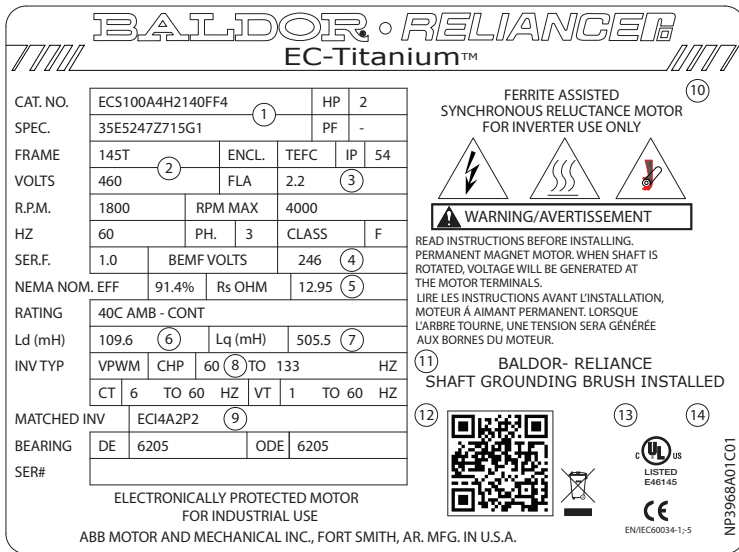 BALDOR • RELIANCE
EC-Titanium™
CAT. NO. ECS100A4H2140FF4 HP 2
1
SPEC. 35E5247Z715G1 PF -
FRAME 145T ENCL. TEFC IP 54
2
VOLTS 460 FLA 2.2 3
R.P.M. 1800 RPM MAX 4000
HZ 60 PH. 3 CLASS F
SER.F. 1.0 BEMF VOLTS 246 4
NEMA NOM. EFF 91.4% Rs OHM 12.95 5
RATING 40C AMB - CONT
Ld (mH) 109.6 6 Lq (mH) 505.5 7
INV TYP VPWM CHP 60 8 TO 133 HZ
CT 6 TO 60 HZ VT 1 TO 60 HZ
MATCHED INV ECI4A2P2 9
BEARING DE 6205 ODE 6205
SER#
ELECTRONICALLY PROTECTED MOTOR
FOR INDUSTRIAL USE
ABB MOTOR AND MECHANICAL INC., FORT SMITH, AR. MFG. IN U.S.A.
10
FERRITE ASSISTED
SYNCHRONOUS RELUCTANCE MOTOR
FOR INVERTER USE ONLY
WARNING/AVERTISSEMENT
READ INSTRUCTIONS BEFORE INSTALLING.
PERMANENT MAGNET MOTOR. WHEN SHAFT IS
ROTATED, VOLTAGE WILL BE GENERATED AT
THE MOTOR TERMINALS.
LIRE LES INSTRUCTIONS AVANT L'INSTALLATION,
MOTEUR Á AIMANT PERMANENT. LORSQUE
L'ARBRE TOURNE, UNE TENSION SERA GÉNÉRÉE
AUX BORNES DU MOTEUR.
11
BALDOR- RELIANCE
SHAFT GROUNDING BRUSH INSTALLED
12
13
14
C UL US
LISTED
E46145
CE
EN/IEC60034-1;-5
NP3968A01C01